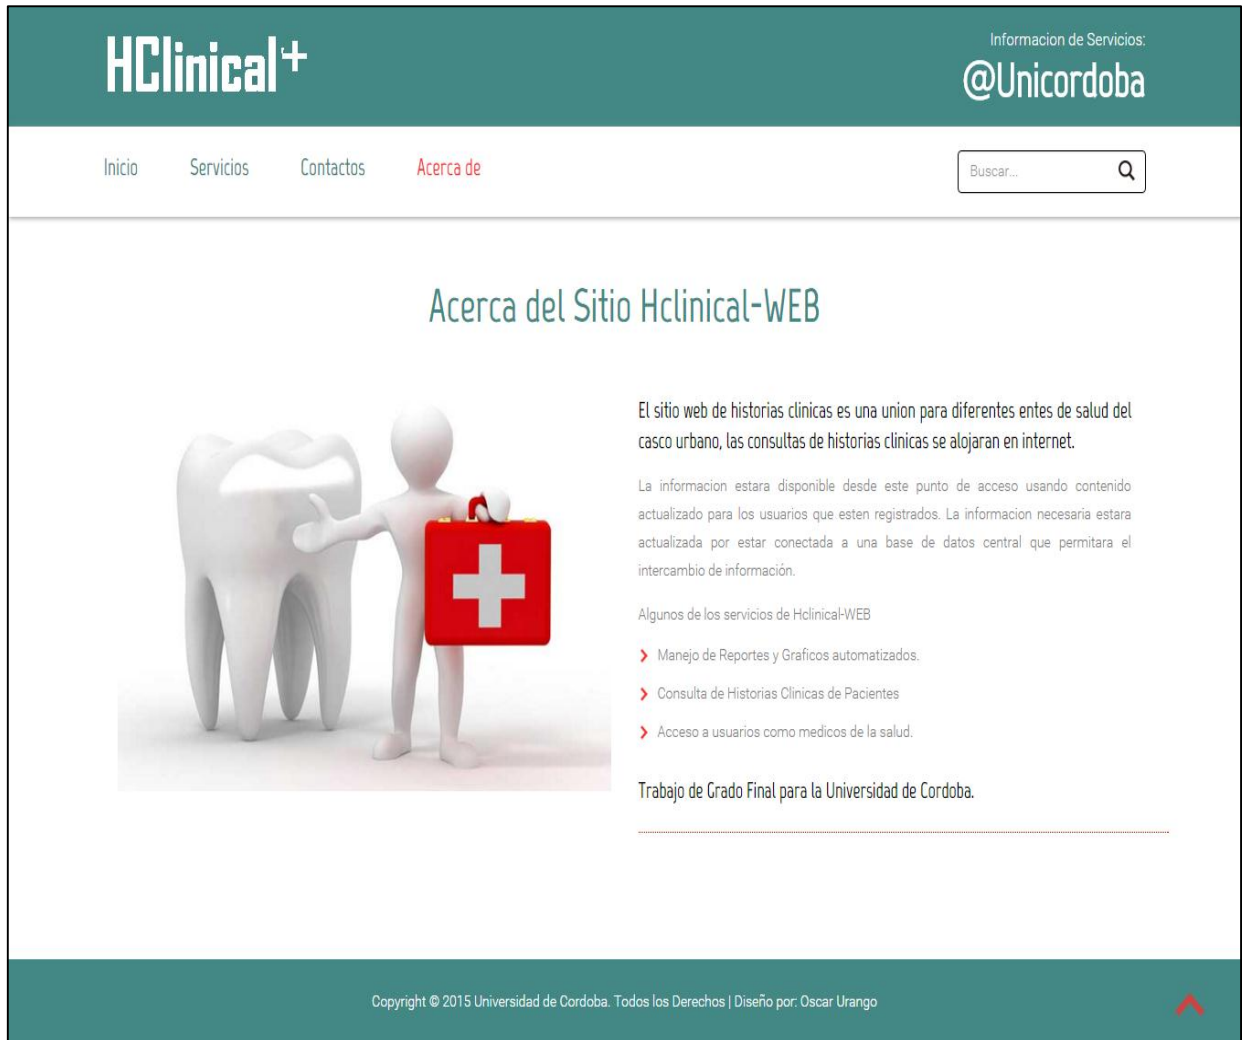 HClinical+
Informacion de Servicios:
@Unicordoba
Inicio Servicios Contactos Acerca de
Buscar...
Acerca del Sitio Hclinical-WEB
El sitio web de historias clinicas es una union para diferentes entes de salud del
casco urbano, las consultas de historias clinicas se alojaran en internet.
La informacion estara disponible desde este punto de acceso usando contenido
actualizado para los usuarios que esten registrados. La informacion necesaria estara
actualizada por estar conectada a una base de datos central que permitara el
intercambio de información.
Algunos de los servicios de Hclinical-WEB
Manejo de Reportes y Graficos automatizados.
Consulta de Historias Clinicas de Pacientes
Acceso a usuarios como medicos de la salud.
Trabajo de Grado Final para la Universidad de Cordoba.
Copyright © 2015 Universidad de Cordoba. Todos los Derechos | Diseño por: Oscar Urango